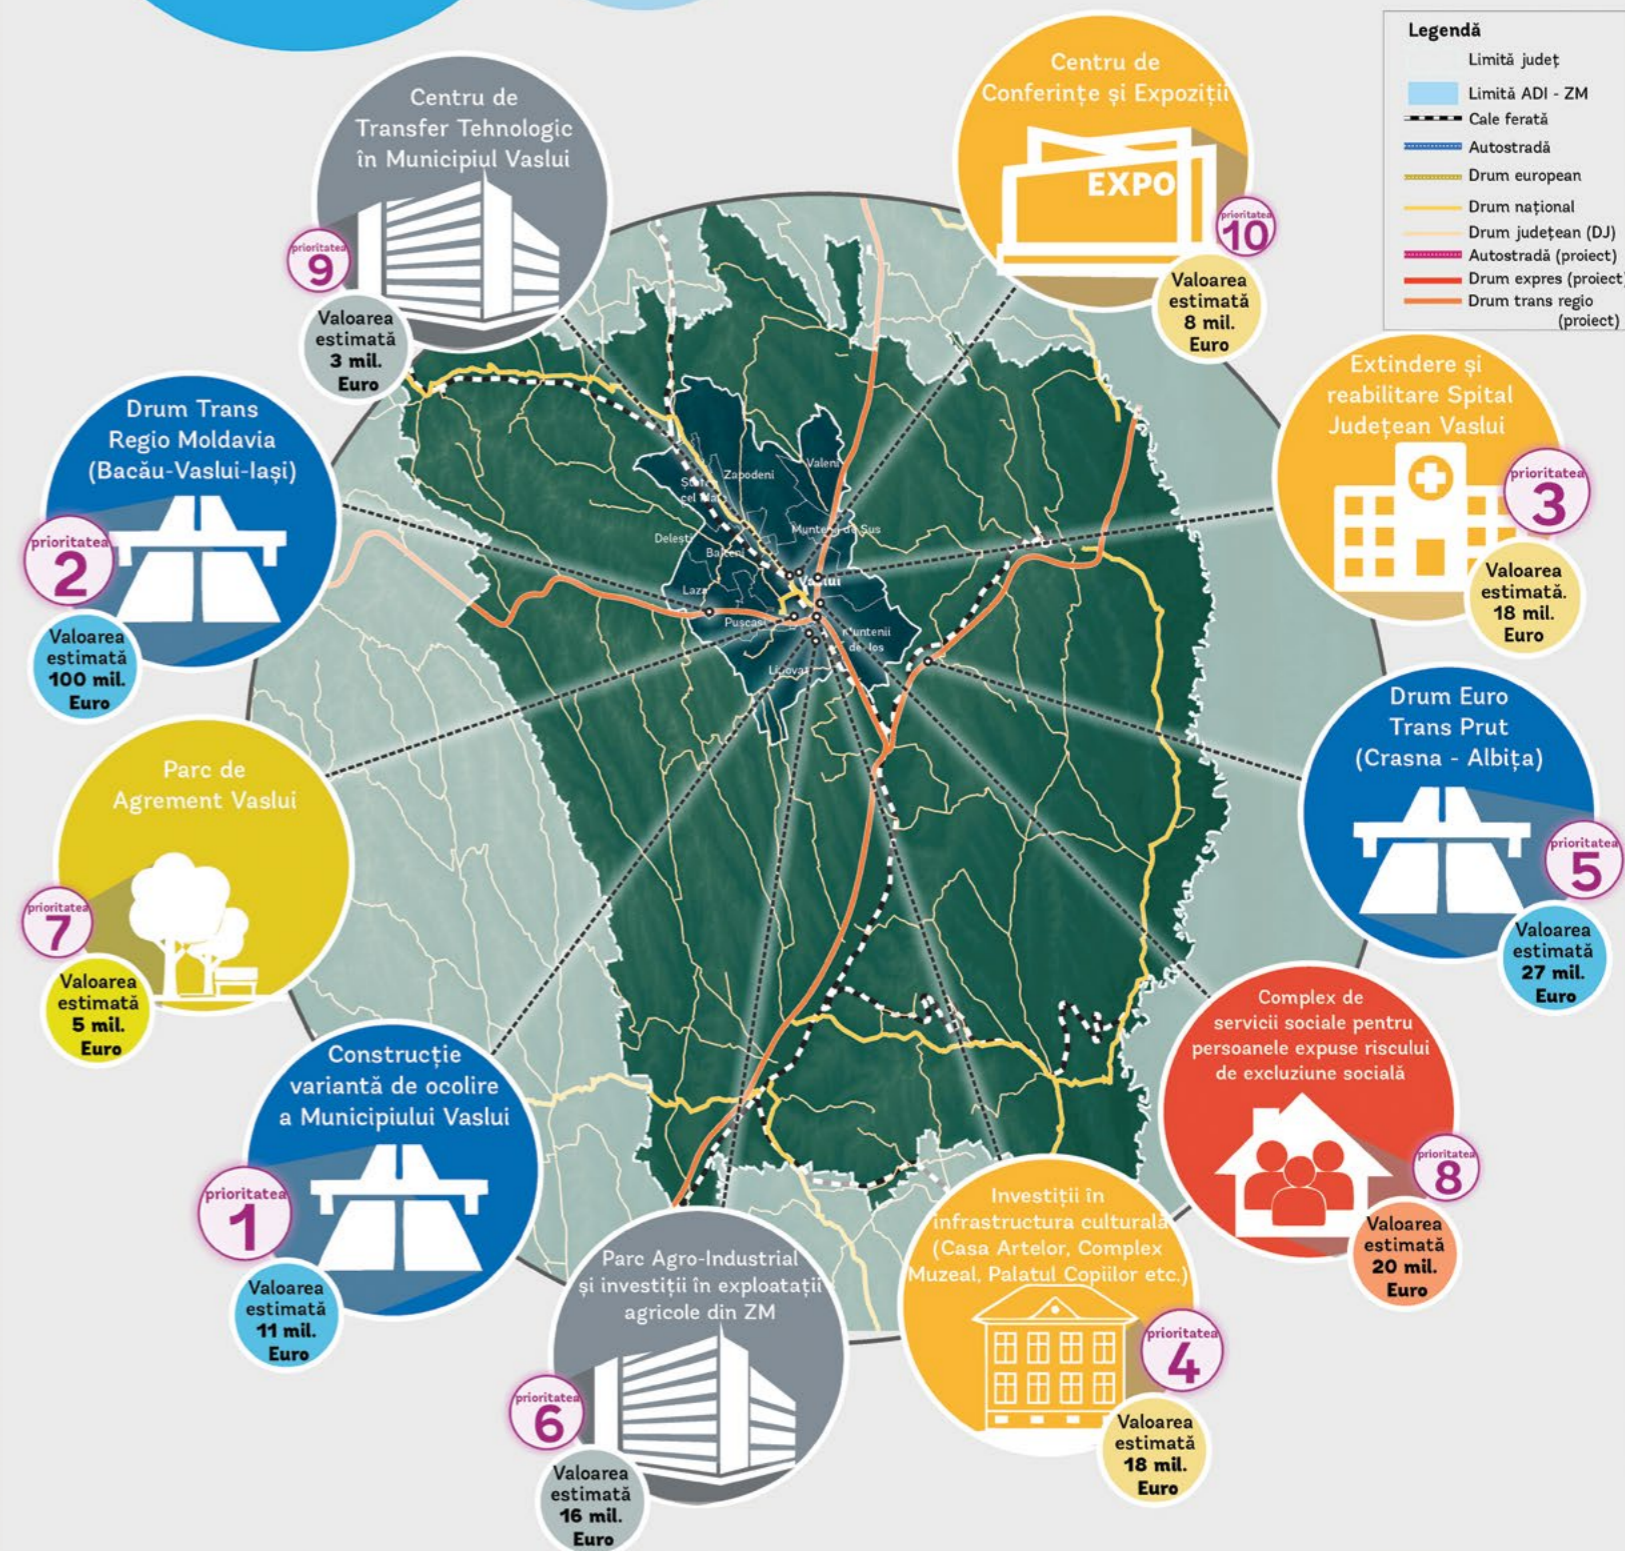 Legendă
Limită județ
Limită ADI - ZM
Cale ferată
Autostradă
Drum european
Drum național
Drum județean (DJ)
Autostradă (proiect)
Drum expres (proiect)
Drum trans regio
(proiect)
Centru de
Transfer Tehnologic
în Municipiul Vaslui
prioritatea
9
Valoarea
estimată
3 mil.
Euro
Centru de
Conferințe și Expoziții
EXPO
prioritatea
10
Valoarea
estimată
8 mil.
Euro
Drum Trans
Regio Moldavia
(Bacău-Vaslui-Iași)
prioritatea
2
Valoarea
estimată
100 mil.
Euro
Extindere și
reabilitare Spital
Județean Vaslui
prioritatea
3
Valoarea
estimată.
18 mil.
Euro
Valeni
Zapodeni
cel
Muntenii de Sus
Delești
Balteni
Vaslui
Laza
Pușcași
Muntenii
de Jos
Lipovat
Drum Euro
Trans Prut
(Crasna - Albița)
prioritatea
5
Valoarea
estimată
27 mil.
Euro
Parc de
Agrement Vaslui
prioritatea
7
Valoarea
estimată
5 mil.
Euro
Complex de
servicii sociale pentru
persoanele expuse riscului
de excluziune socială
prioritatea
8
Valoarea
estimată
20 mil.
Euro
Construcție
variantă de ocolire
a Municipiului Vaslui
prioritatea
1
Valoarea
estimată
11 mil.
Euro
Parc Agro-Industrial
și investiții în exploatații
agricole din ZM
prioritatea
6
Valoarea
estimată
16 mil.
Euro
Investiții în
infrastructura culturală
(Casa Artelor, Complex
Muzeal, Palatul Copiilor etc.)
prioritatea
4
Valoarea
estimată
18 mil.
Euro